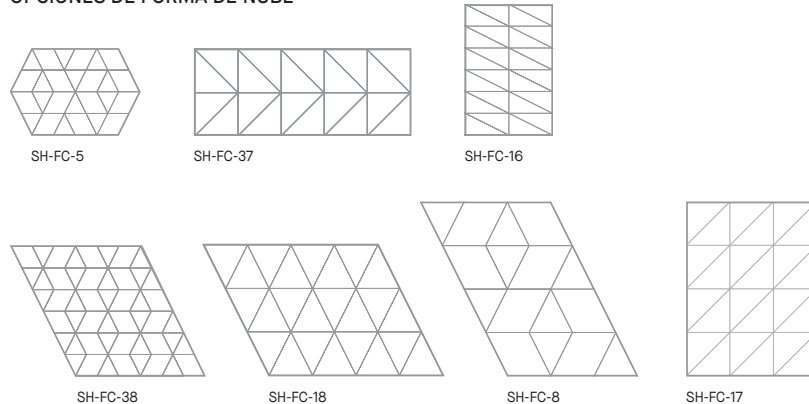 OPCIONES DE FORMA DE NUBE
SH-FC-5
SH-FC-37
SH-FC-16
SH-FC-38
SH-FC-18
SH-FC-8
SH-FC-17